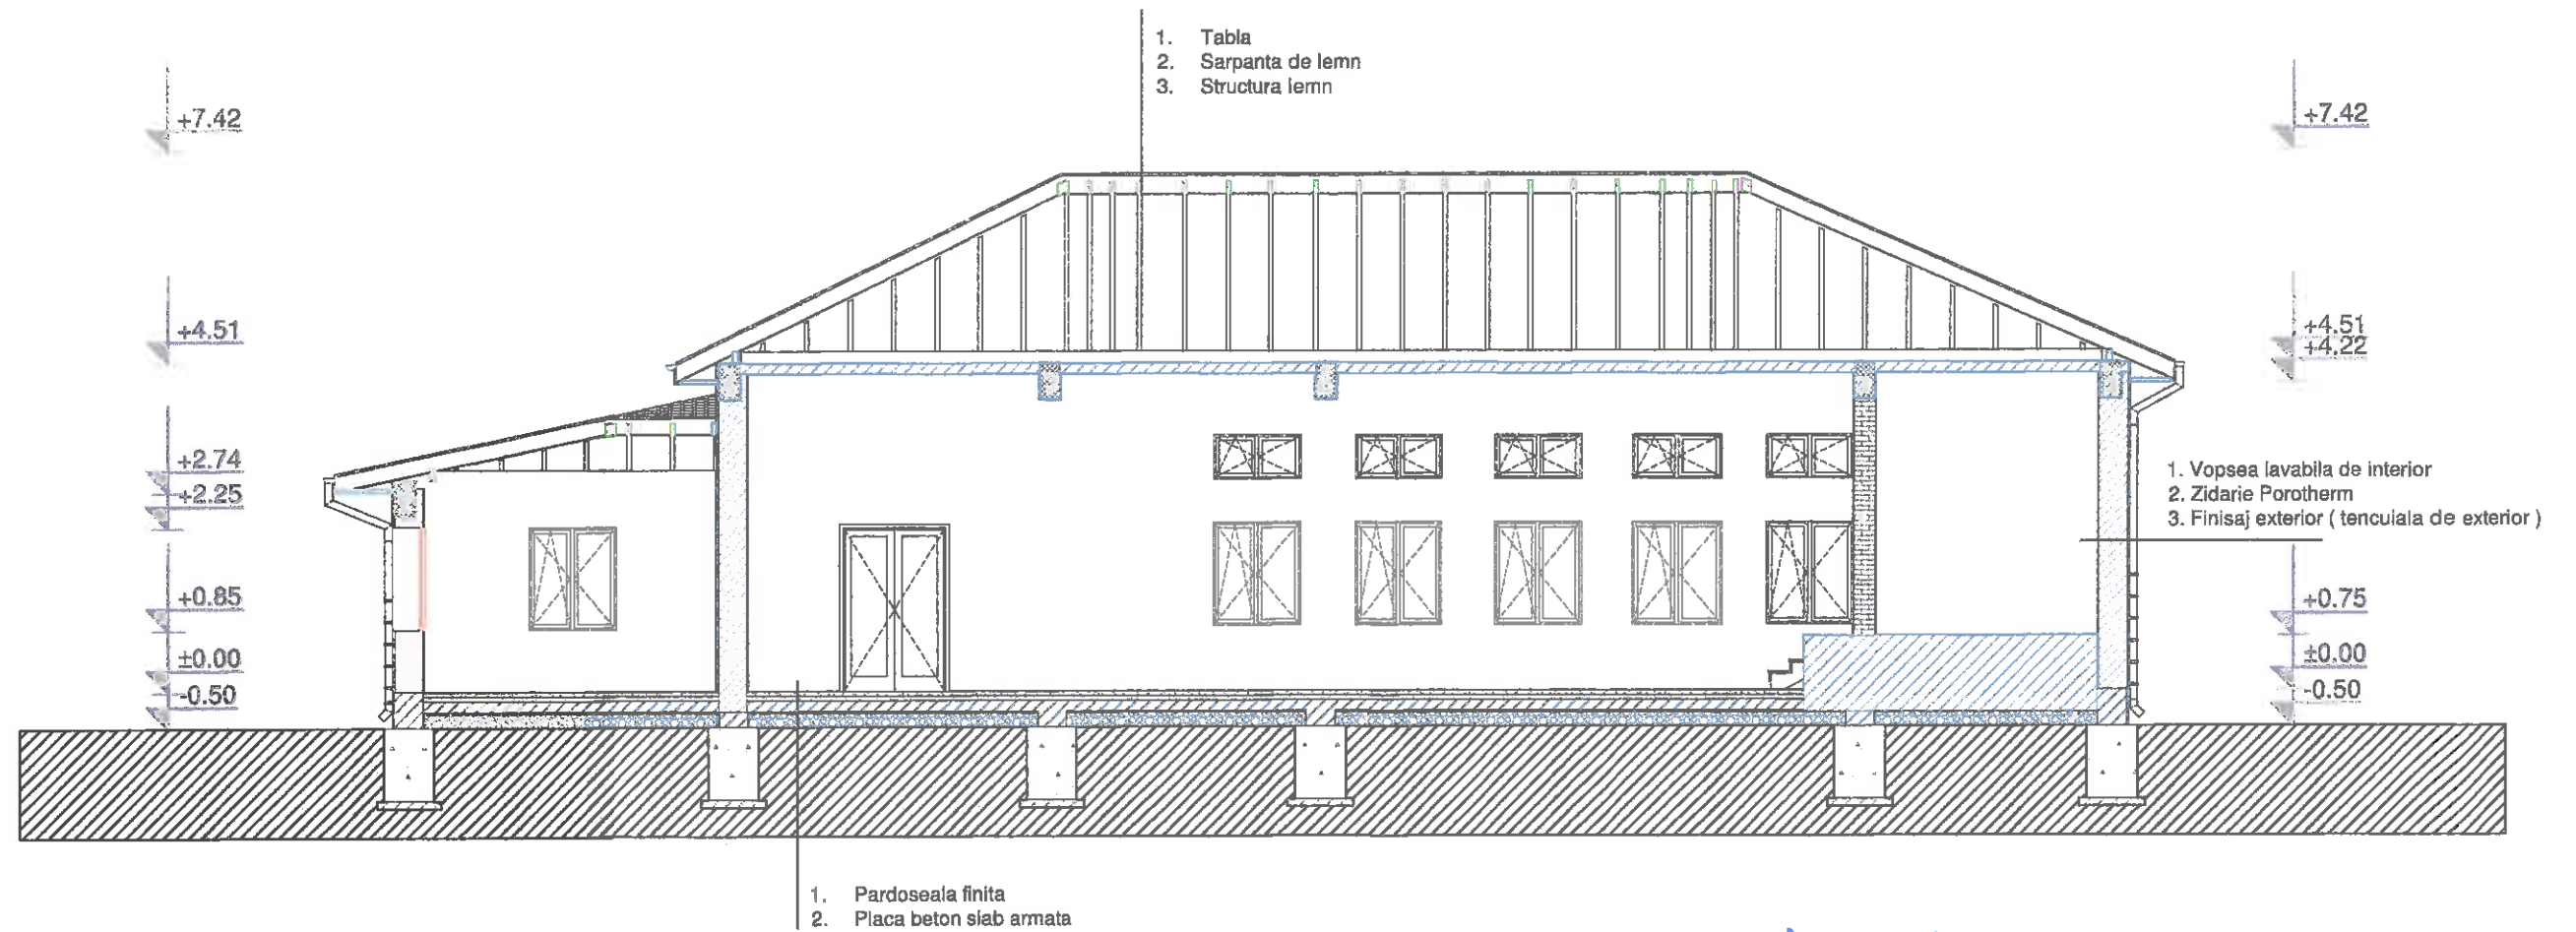 1. Tabla
2. Sarpanta de lemn
3. Structura lemn
+7.42
+7.42
+4.51
+4.51
+4.22
+2.74
+2.25
1. Vopsea lavabila de interior
2. Zidarie Porotherm
3. Finisaj exterior ( tencuiala de exterior )
+0.85
+0.75
±0.00
±0.00
-0.50
-0.50
1. Pardoseala finita
2. Placa beton slab armata